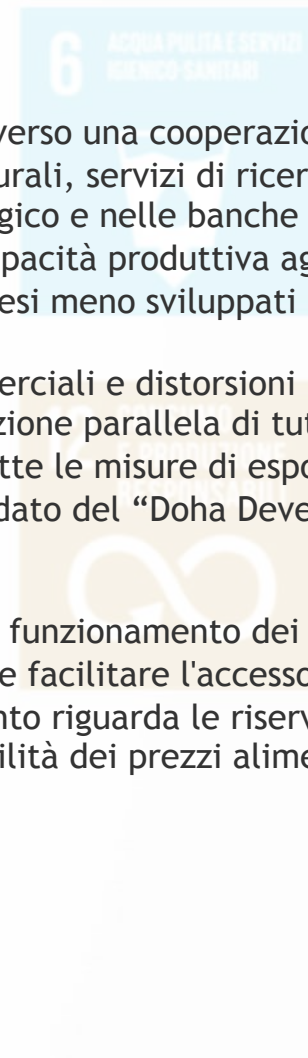 6 ACQUA PULITA E SERVIZI
IGIENICO-SANITARI
verso una cooperazio
urali, servizi di ricer
gico e nelle banche
pacità produttiva ag
esi meno sviluppati
erciali e distorsioni
zione parallela di tut
tte le misure di espo
dato del “Doha Deve
funzionamento dei
e facilitare l'accesso
nto riguarda le riserv
ilità dei prezzi alime